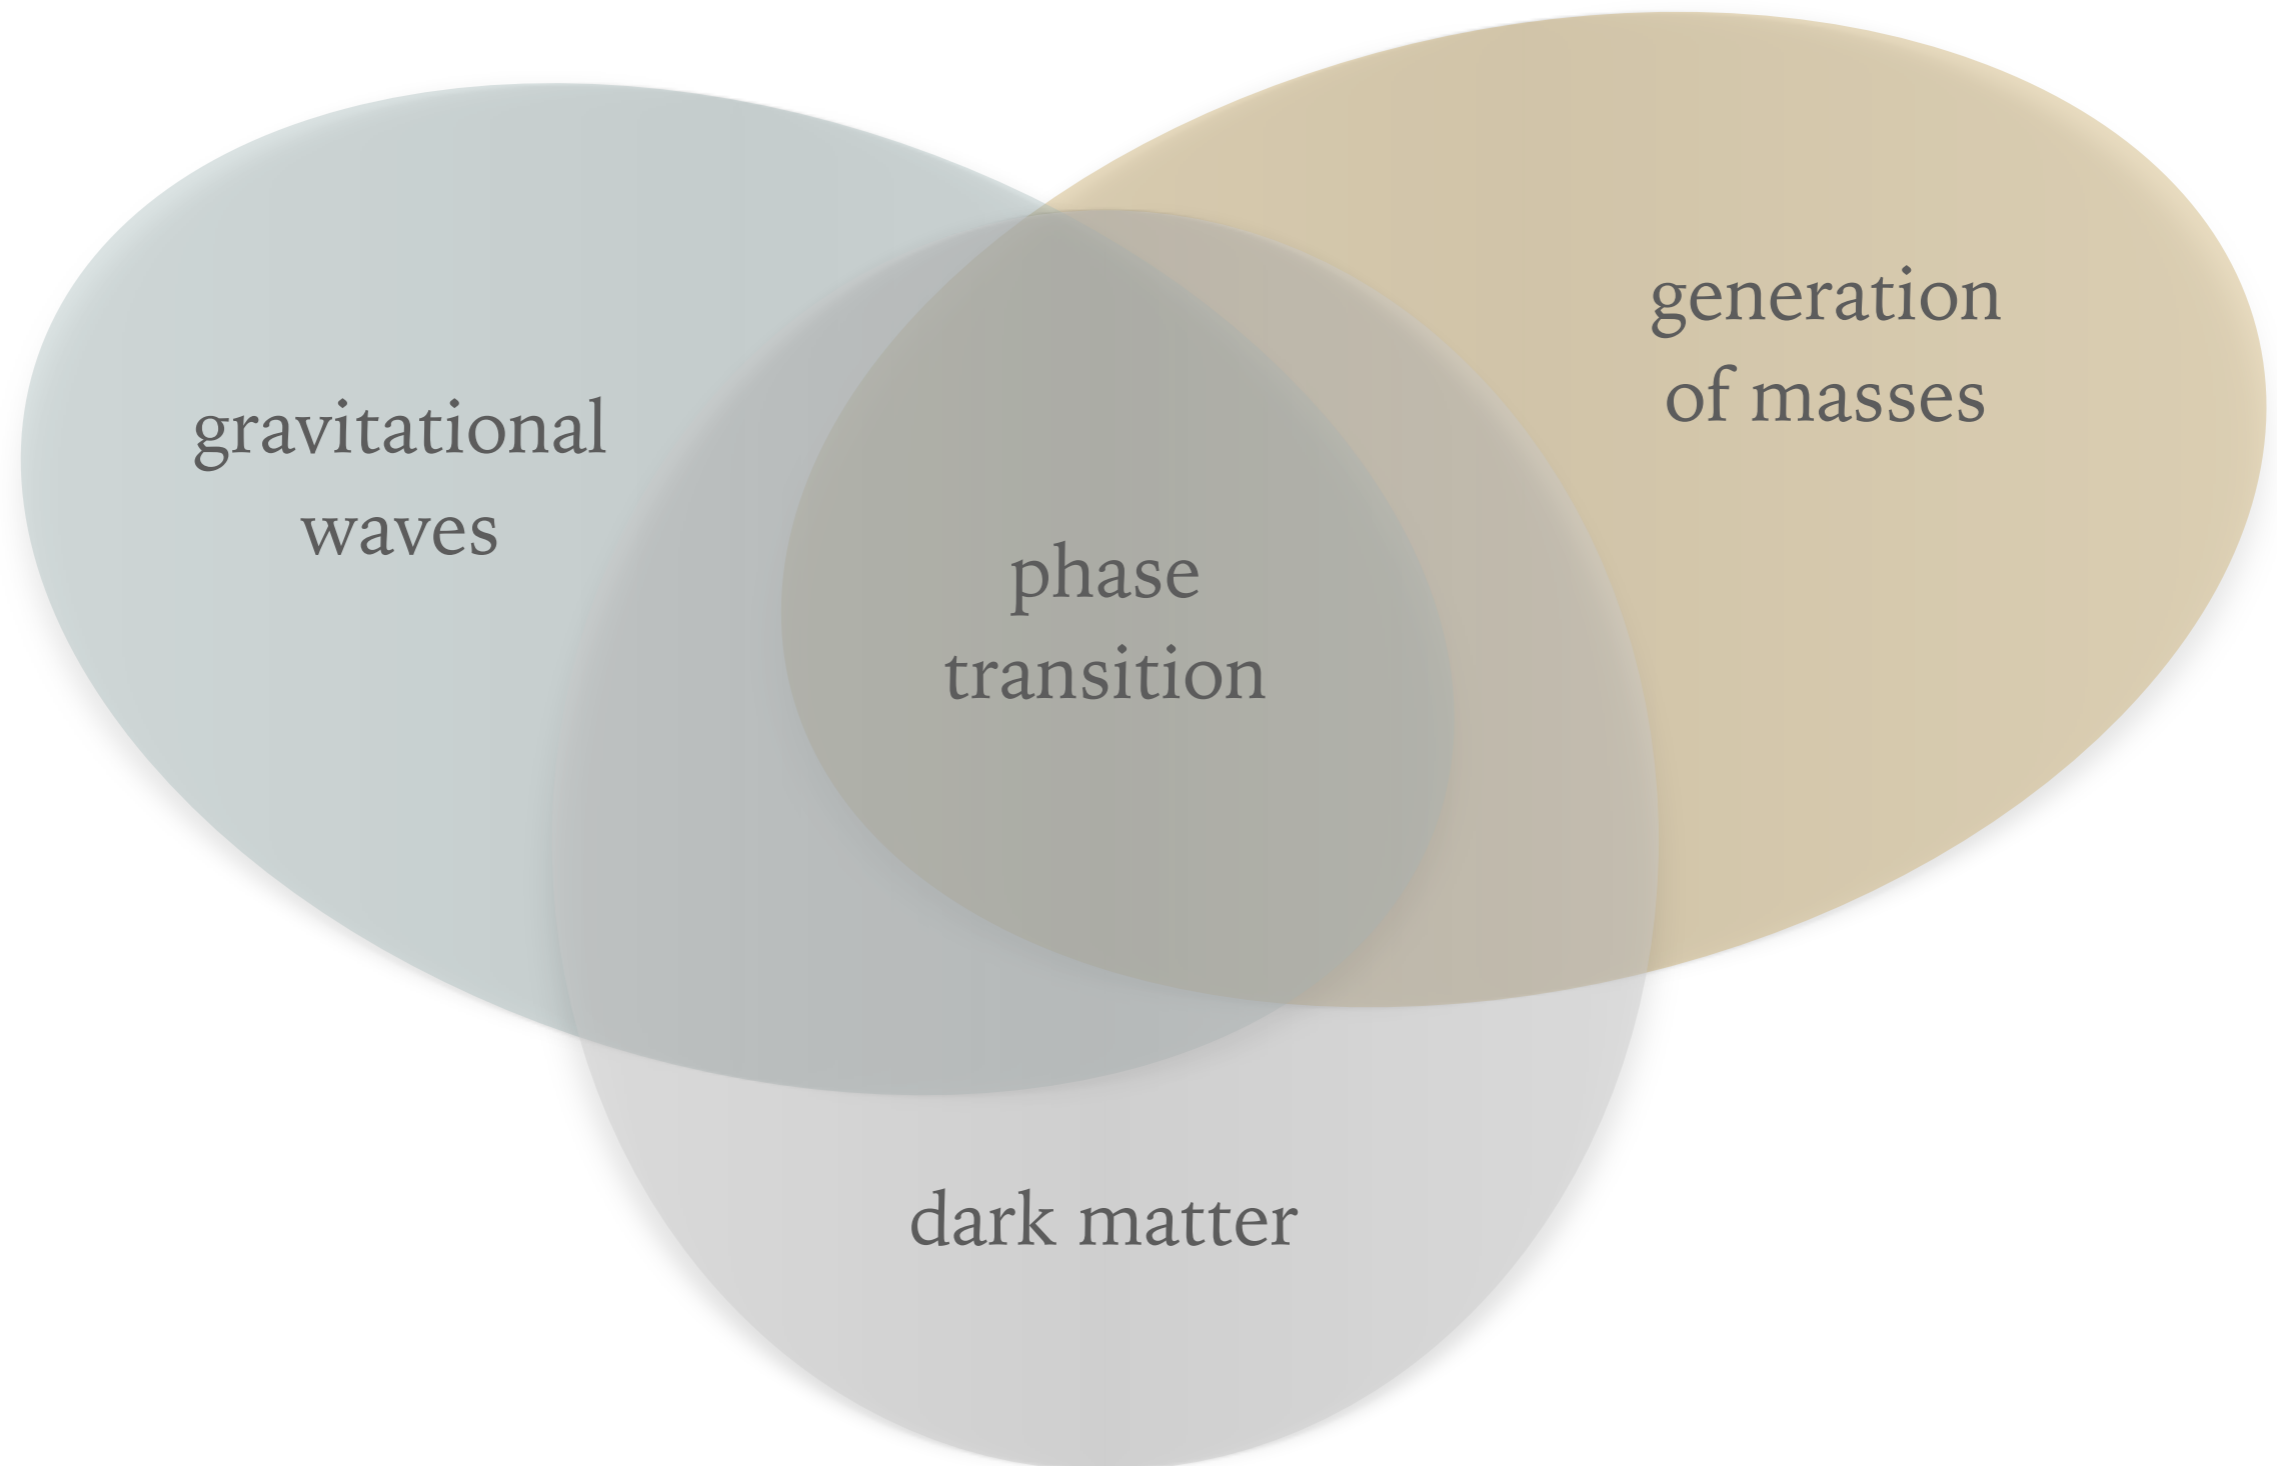 gravitational
waves
generation
of masses
phase
transition
dark matter